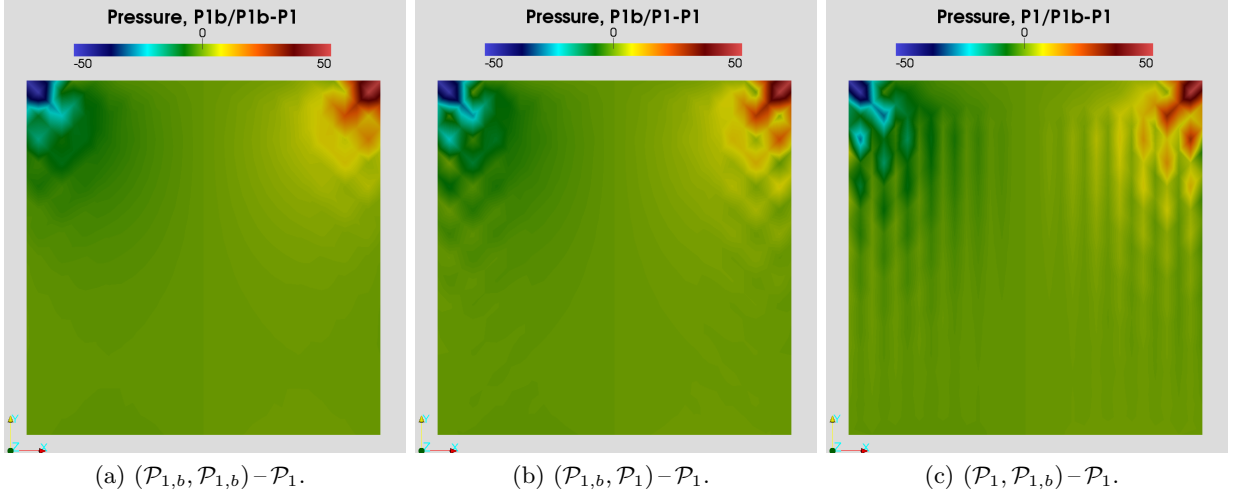 Pressure, P1b/P1b-P1
0
-50 50
Y
Z X
(a) (𝒫₁,b, 𝒫₁,b)–𝒫₁.
Pressure, P1b/P1-P1
0
-50 50
Y
Z X
(b) (𝒫₁,b, 𝒫₁)–𝒫₁.
Pressure, P1/P1b-P1
0
-50 50
Y
Z X
(c) (𝒫₁, 𝒫₁,b)–𝒫₁.